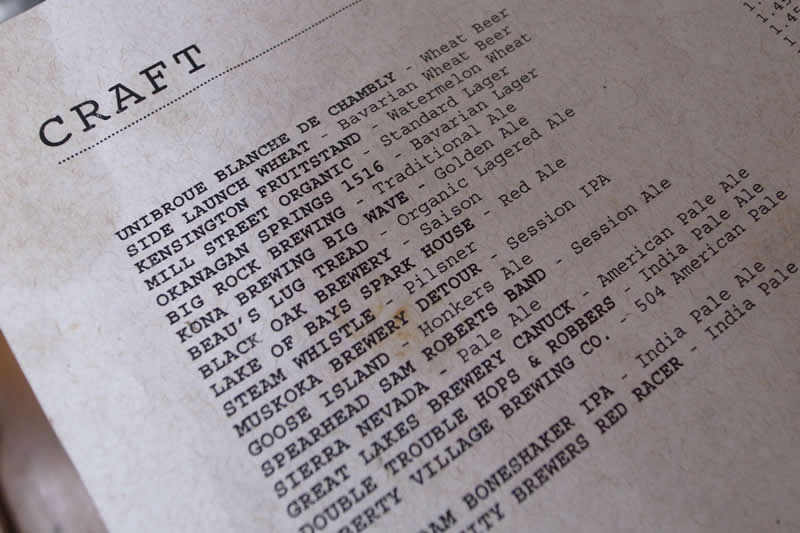 CRAFT
UNIBROUE BLANCHE DE CHAMBLY - Wheat Beer
SIDE LAUNCH WHEAT - Bavarian Wheat Beer
KENSINGTON FRUITSTAND - Watermelon Wheat
MILL STREET ORGANIC - Standard Lager
OKANAGAN SPRINGS 1516 - Bavarian Lager
BIG ROCK BREWING - Traditional Ale
KONA BREWING BIG WAVE - Golden Ale
BEAU'S LUG TREAD - Organic Lagered Ale
BLACK OAK BREWERY - Saison
LAKE OF BAYS SPARK HOUSE - Red Ale
STEAM WHISTLE - Pilsner
MUSKOKA BREWERY DETOUR - Session IPA
GOOSE ISLAND - Honkers Ale
SPEARHEAD SAM ROBERTS BAND - Session Ale
SIERRA NEVADA - Pale Ale
GREAT LAKES BREWERY CANUCK - American Pale Ale
DOUBLE TROUBLE HOPS & ROBBERS - India Pale Ale
BERTY VILLAGE BREWING CO. - 504 American Pale
DAM BONESHAKER IPA - India Pale Ale
ITY BREWERS RED RACER - India Pale